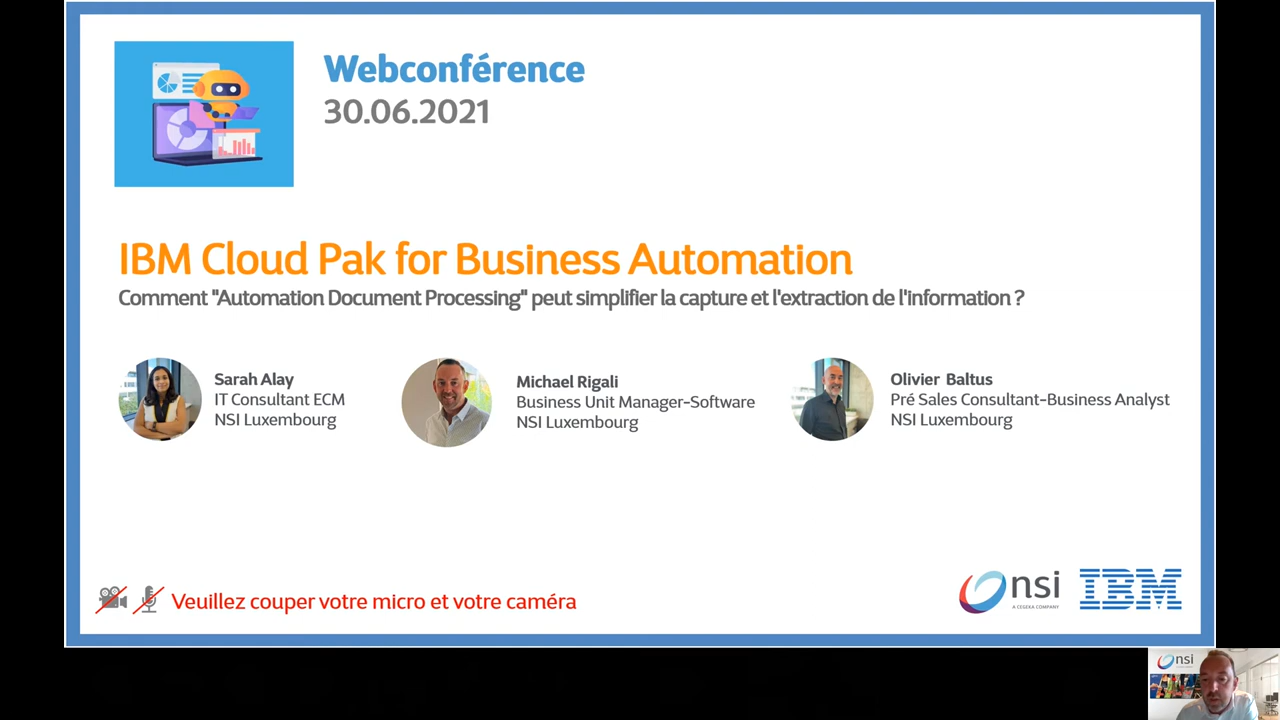 Webconférence
30.06.2021
IBM Cloud Pak for Business Automation
Comment "Automation Document Processing" peut simplifier la capture et l'extraction de l'information ?
Sarah Alay
IT Consultant ECM
NSI Luxembourg
Michael Rigali
Business Unit Manager-Software
NSI Luxembourg
Olivier Baltus
Pré Sales Consultant-Business Analyst
NSI Luxembourg
Veuillez couper votre micro et votre caméra
nsi
A CEGEKA COMPANY
IBM
nsi